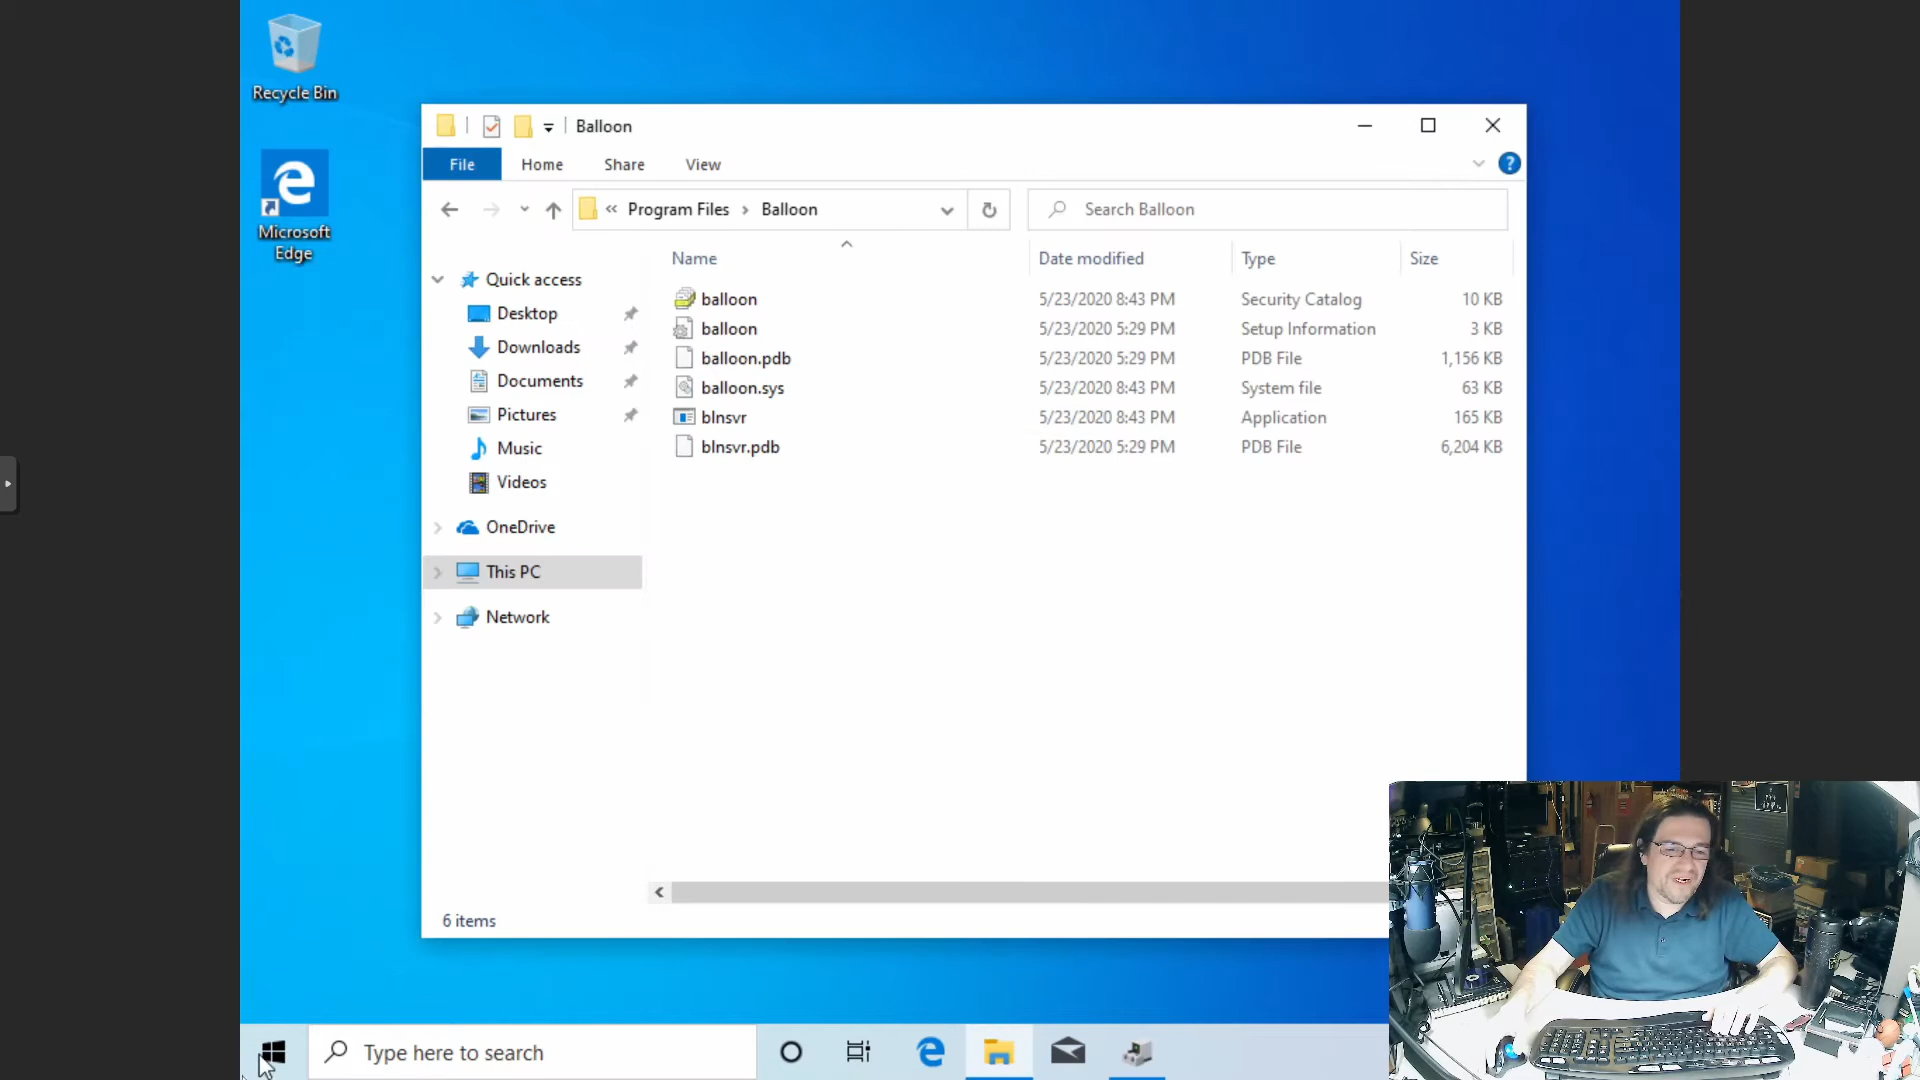 Recycle Bin
Microsoft
Edge
Balloon
File Home Share View
Program Files Balloon
Search Balloon
Name Date modified Type Size
balloon 5/23/2020 8:43 PM Security Catalog 10 KB
balloon 5/23/2020 5:29 PM Setup Information 3 KB
balloon.pdb 5/23/2020 5:29 PM PDB File 1,156 KB
balloon.sys 5/23/2020 8:43 PM System file 63 KB
blnsvr 5/23/2020 8:43 PM Application 165 KB
blnsvr.pdb 5/23/2020 5:29 PM PDB File 6,204 KB
Quick access
Desktop
Downloads
Documents
Pictures
Music
Videos
OneDrive
This PC
Network
6 items
Type here to search